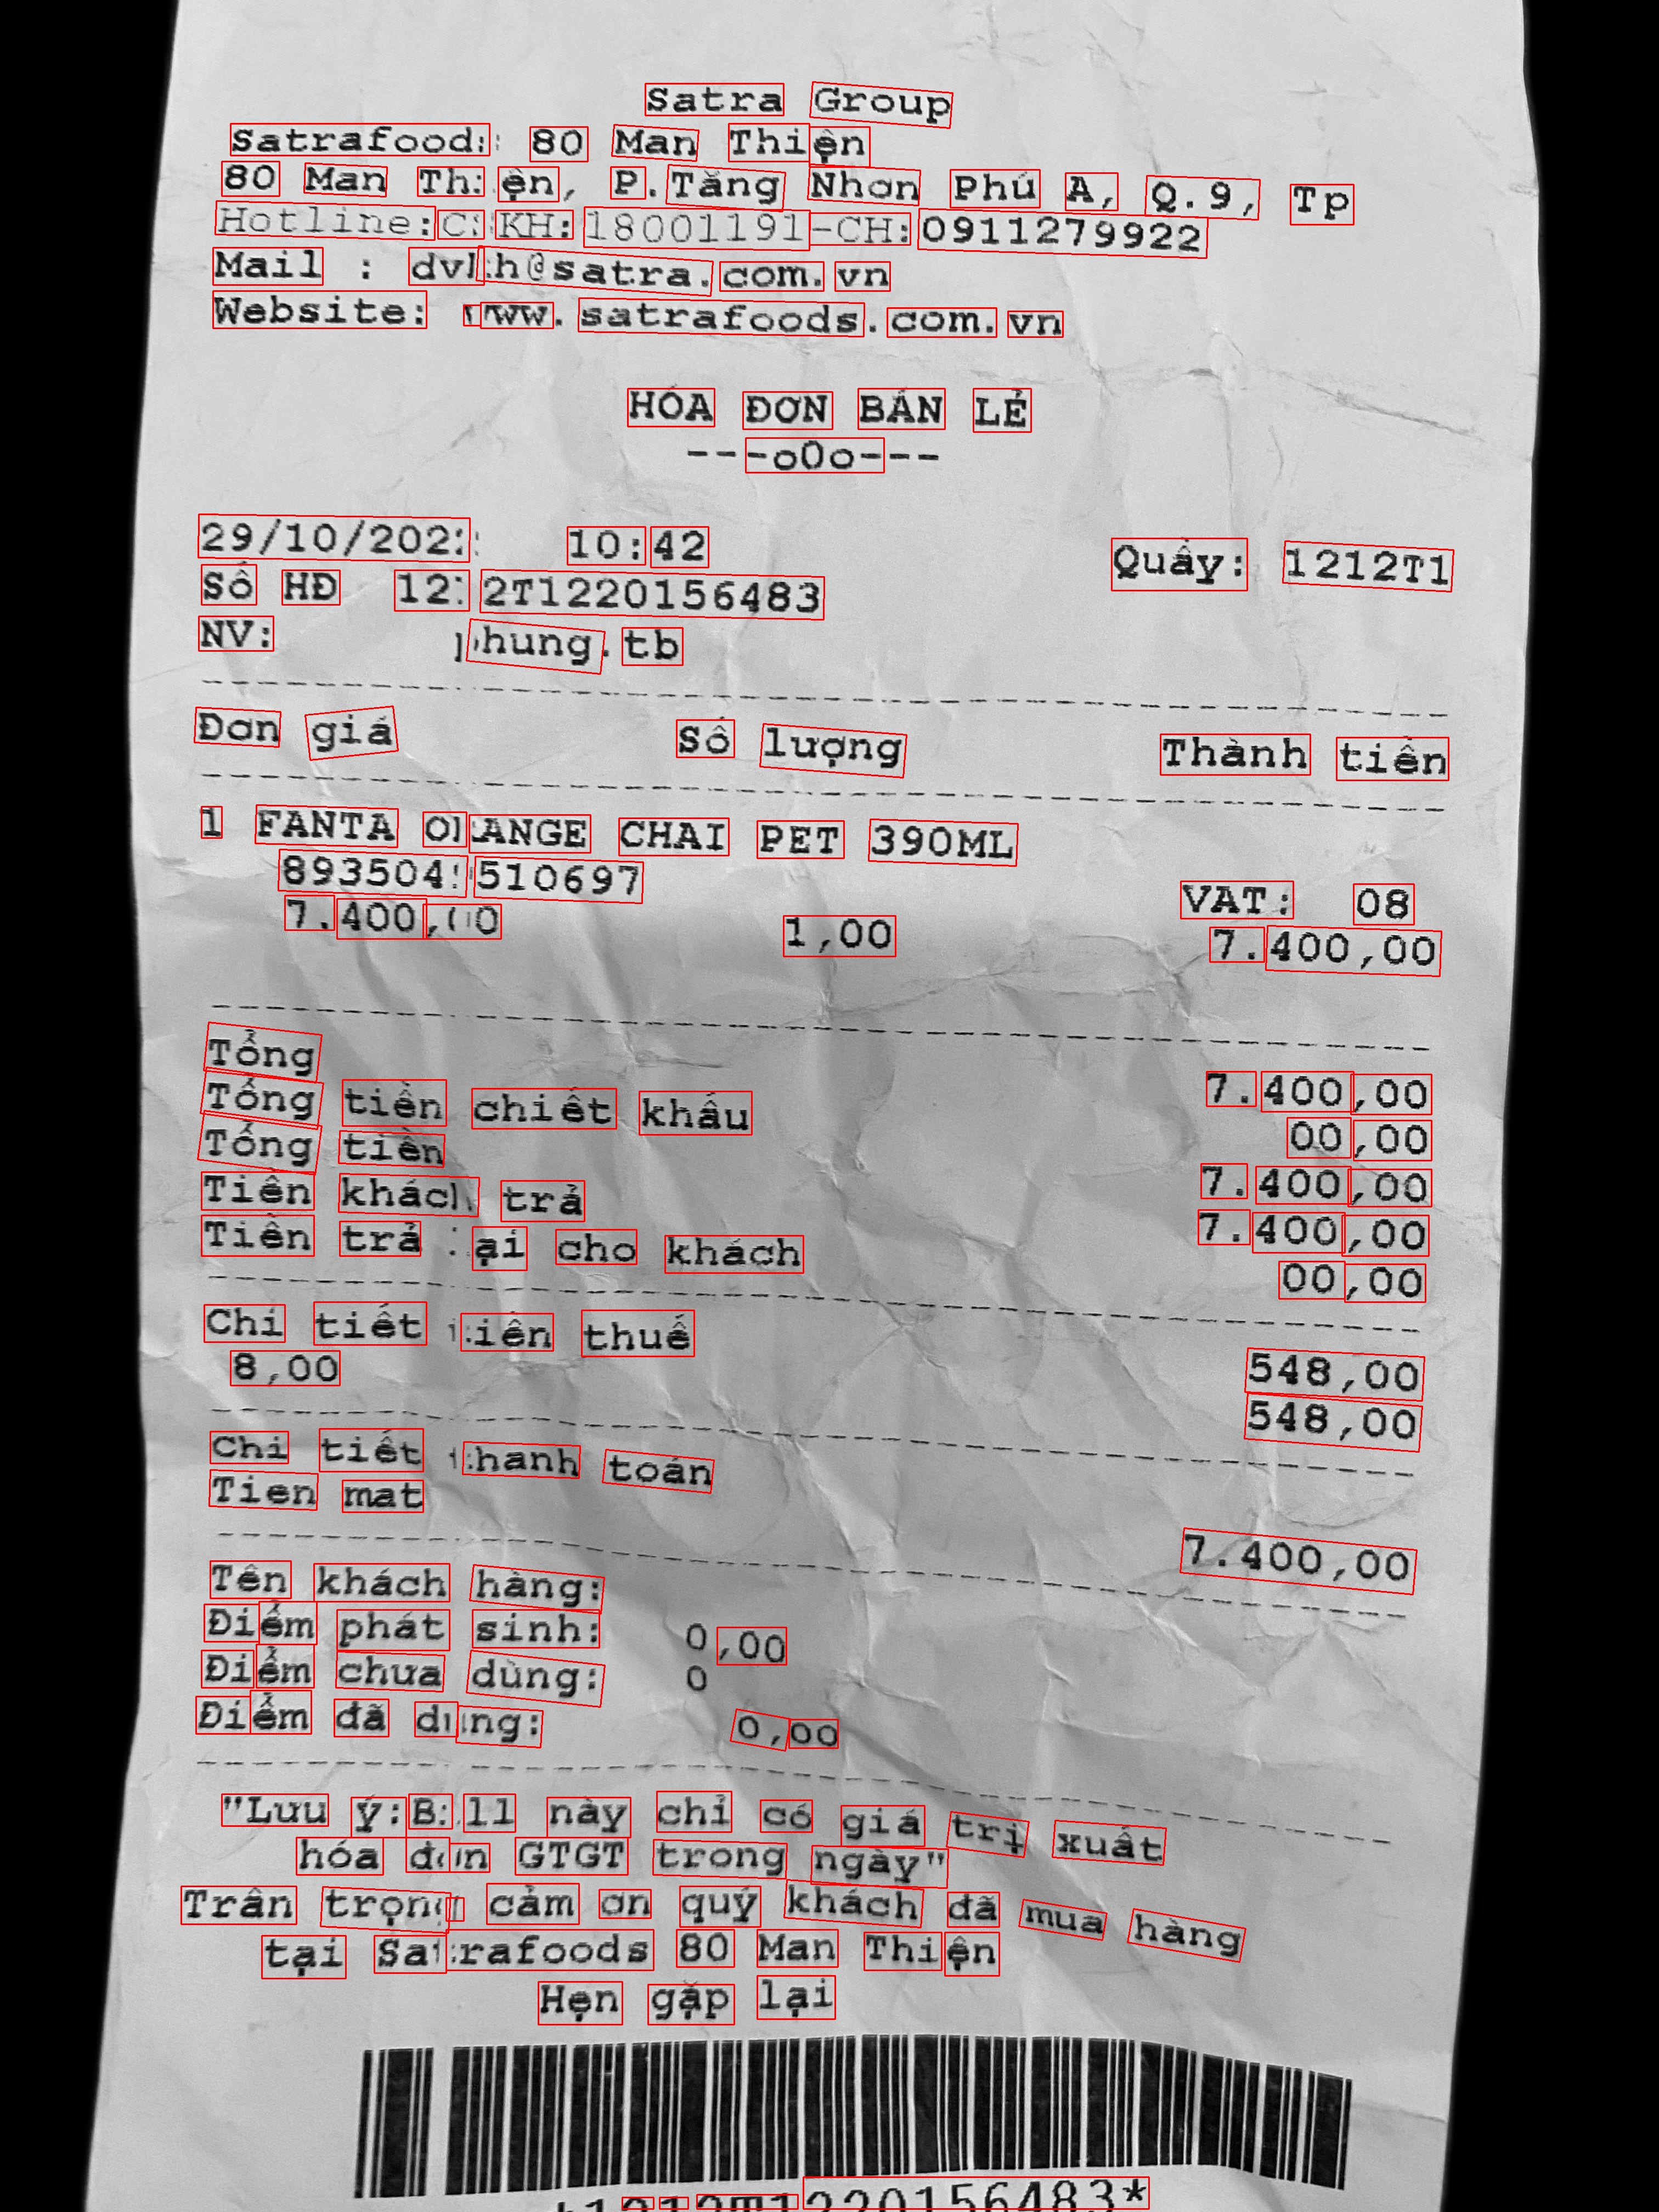 Satra Group
Satrafood: 80 Man Thiện
80 Man Thiện, P.Tăng Nhơn Phú A, Q.9, Tp
Hotline:CSKH:18001191-CH:0911279922
Mail : dvkh@satra.com.vn
Website: www.satrafoods.com.vn
HÓA ĐƠN BÁN LẺ
---oOo---
29/10/2022 10:42 Quầy: 1212T1
Số HĐ 1212T1220156483
NV: phung.tb
Đơn giá Số lượng Thành tiền
1 FANTA ORANGE CHAI PET 390ML
8935049510697 VAT: 08
7.400,00 1,00 7.400,00
Tổng 7.400,00
Tổng tiền chiết khấu 00,00
Tổng tiền 7.400,00
Tiền khách trả 7.400,00
Tiền trả lại cho khách 00,00
Chi tiết tiền thuế 548,00
8,00 548,00
Chi tiết thanh toán
Tien mat 7.400,00
Tên khách hàng:
Điểm phát sinh: 0,00
Điểm chưa dùng: 0
Điểm đã dùng: 0,00
"Lưu ý:Bill này chỉ có giá trị xuất
hóa đơn GTGT trong ngày"
Trân trọng cảm ơn quý khách đã mua hàng
tại Satrafoods 80 Man Thiện
Hẹn gặp lại
*1212T1220156483*